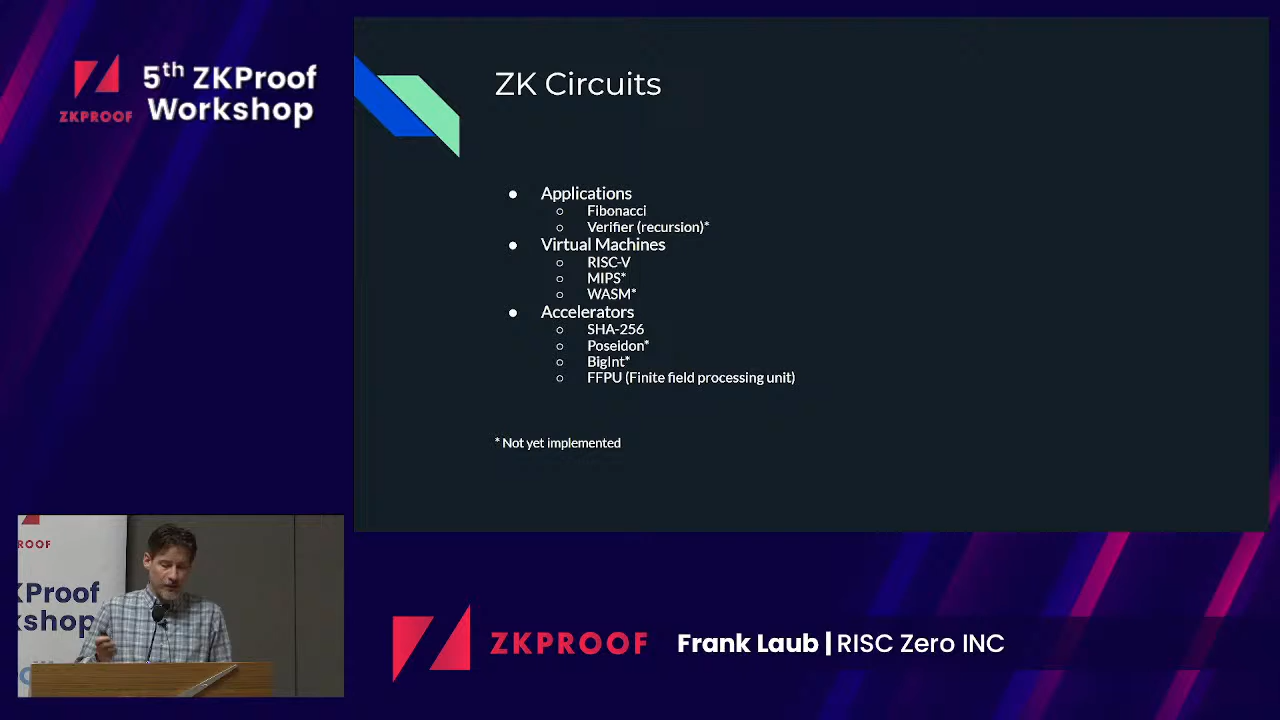 5th ZKProof
Workshop
ZKPROOF
ZK Circuits
● Applications
○ Fibonacci
○ Verifier (recursion)*
● Virtual Machines
○ RISC-V
○ MIPS*
○ WASM*
● Accelerators
○ SHA-256
○ Poseidon*
○ BigInt*
○ FFPU (Finite field processing unit)
* Not yet implemented
ROOF
KProof
kshop
ZKPROOF
Frank Laub | RISC Zero INC